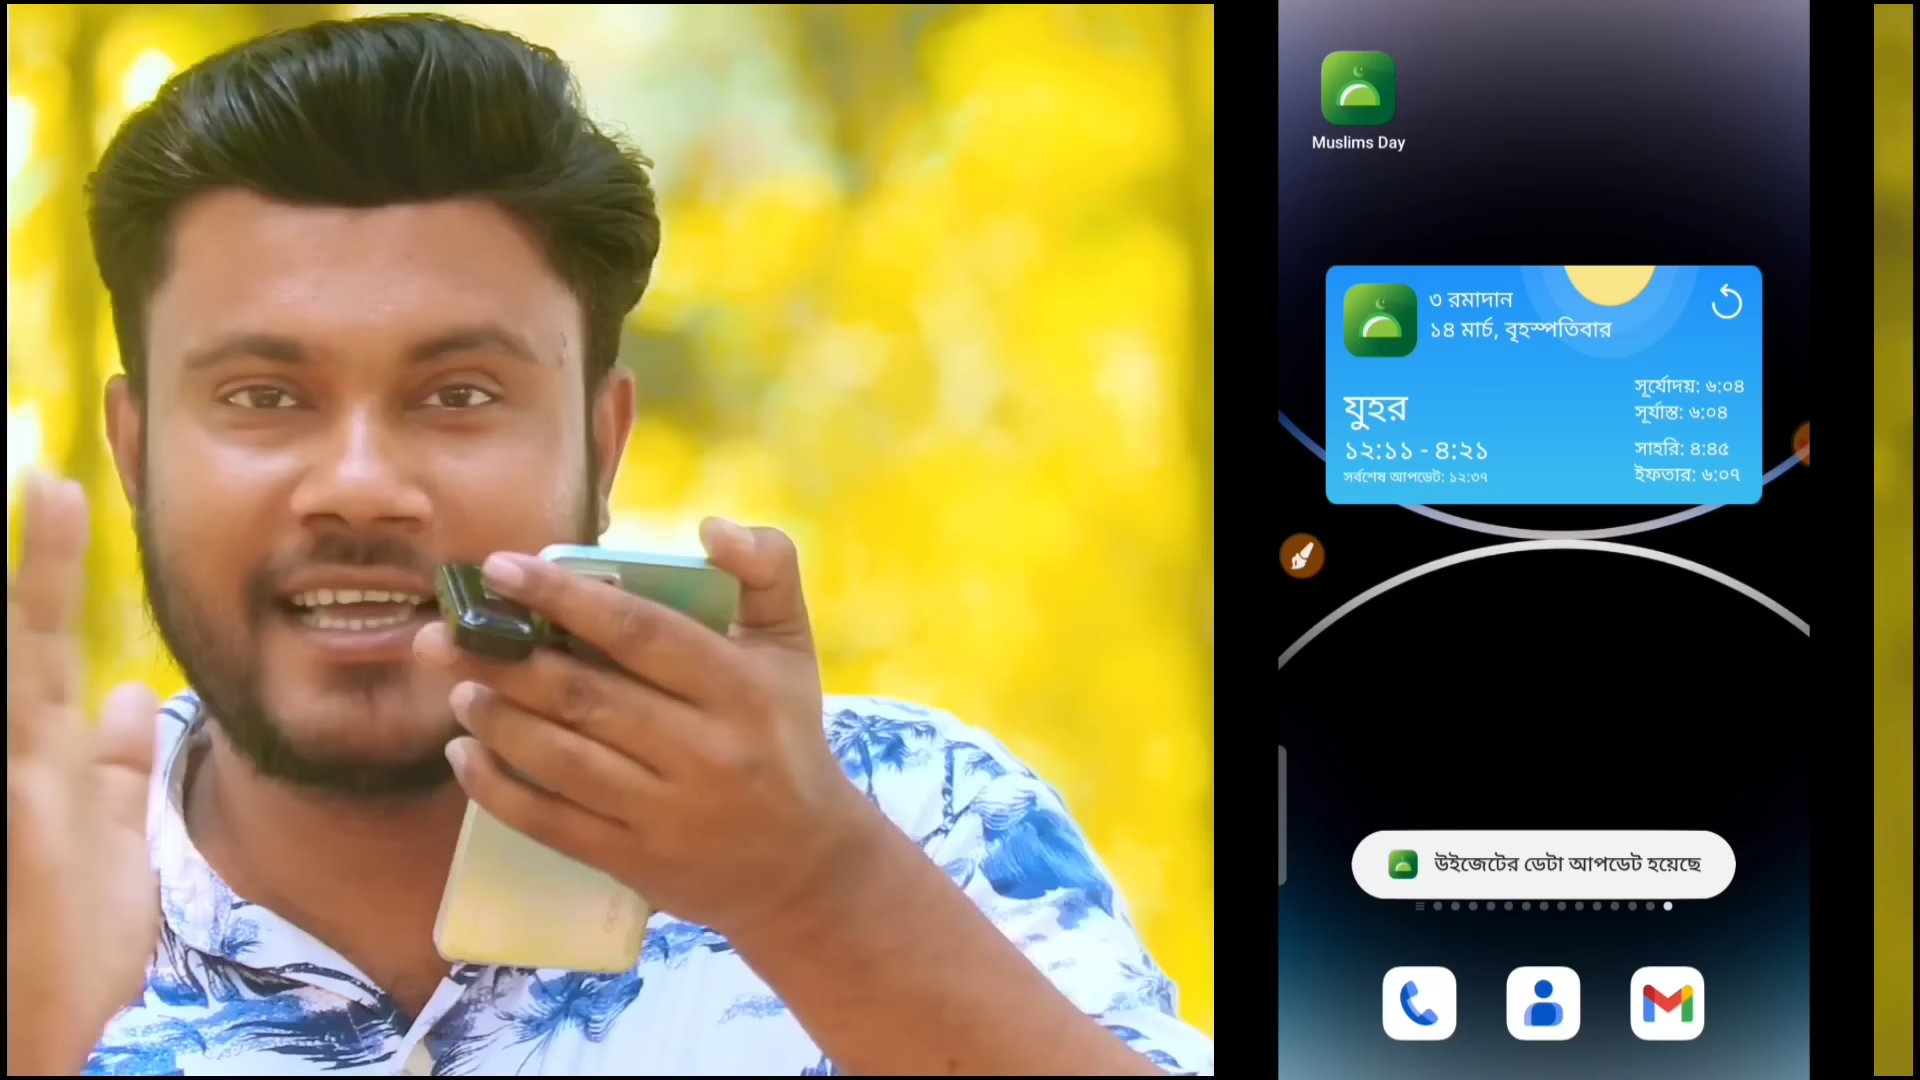 Muslims Day
৩ রমাদান
১৪ মার্চ, বৃহস্পতিবার
যুহর
১২:১১ - ৪:২১
সর্বশেষ আপডেট: ১২:৩৭
সূর্যোদয়: ৬:০৪
সূর্যাস্ত: ৬:০৪
সাহরি: ৪:৪৫
ইফতার: ৬:০৭
উইজেটের ডেটা আপডেট হয়েছে